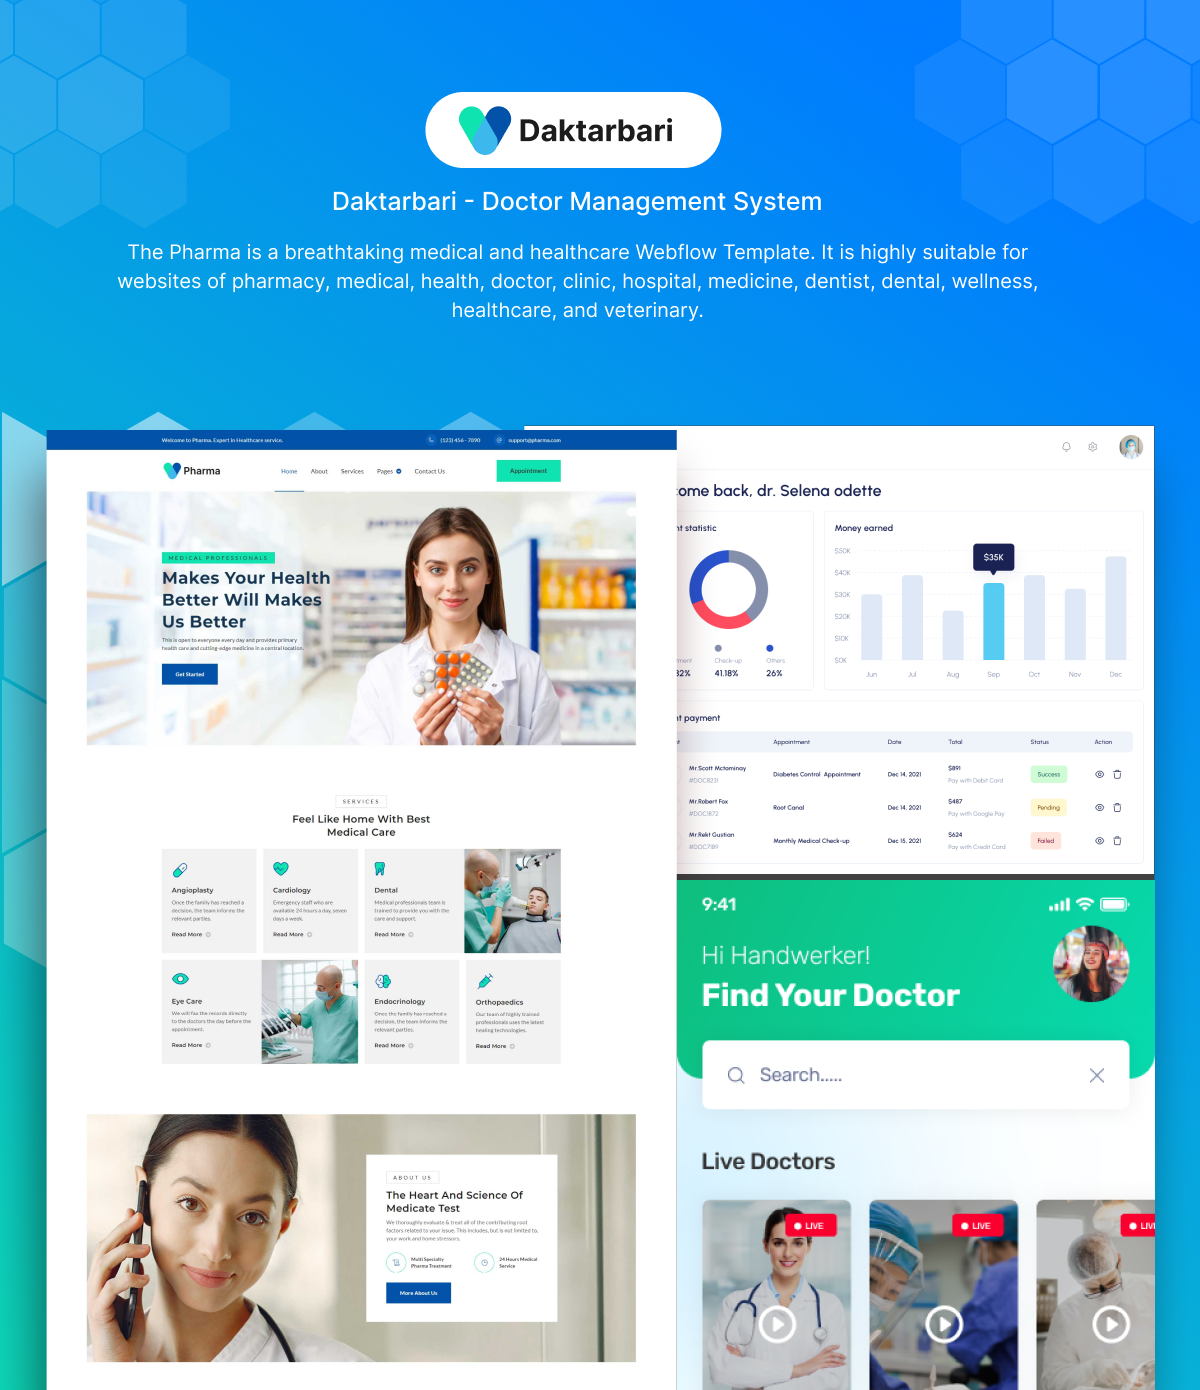 Daktarbari
Daktarbari - Doctor Management System
The Pharma is a breathtaking medical and healthcare Webflow Template. It is highly suitable for
websites of pharmacy, medical, health, doctor, clinic, hospital, medicine, dentist, dental, wellness,
healthcare, and veterinary.
Welcome to Pharma. Expert in Healthcare service.
(123) 456 - 7890
support@pharma.com
Pharma
Home About Services Pages Contact Us
Appointment
MEDICAL PROFESSIONALS
Makes Your Health
Better Will Makes
Us Better
This is open to everyone every day and provides primary
health care and cutting-edge medicine in a central location.
Get Started
SERVICES
Feel Like Home With Best
Medical Care
Angioplasty
Once the family has reached a
decision, the team informs the
relevant parties.
Read More
Cardiology
Emergency staff who are
available 24 hours a day, seven
days a week.
Read More
Dental
Medical professionals team is
trained to provide you with the
care and support.
Read More
Eye Care
We will fax the records directly
to the doctors the day before the
appointment.
Read More
Endocrinology
Once the family has reached a
decision, the team informs the
relevant parties.
Read More
Orthopaedics
Our team of highly trained
professionals uses the latest
healing technologies.
Read More
ABOUT US
The Heart And Science Of
Medicate Test
We thoroughly evaluate & treat all of the contributing root
factors related to your issue. This includes, but is not limited to,
your work and home stressors.
Multi Specialty
Pharma Treatment
24 Hours Medical
Service
More About Us
ome back, dr. Selena odette
nt statistic
Check-up
Others
32%
41.18%
26%
Money earned
$50K
$40K
$30K
$20K
$10K
$0K
$35K
Jun Jul Aug Sep Oct Nov Dec
nt payment
Appointment Date Total Status Action
Mr.Scott Mctominay
#DOC8231
Diabetes Control Appointment
Dec 14, 2021
$891
Pay with Debit Card
Success
Mr.Robert Fox
#DOC1872
Root Canal
Dec 14, 2021
$487
Pay with Google Pay
Pending
Mr.Rekt Gustian
#DOC7189
Monthly Medical Check-up
Dec 15, 2021
$624
Pay with Credit Card
Failed
9:41
Hi Handwerker!
Find Your Doctor
Search.....
Live Doctors
LIVE
LIVE
LIVE